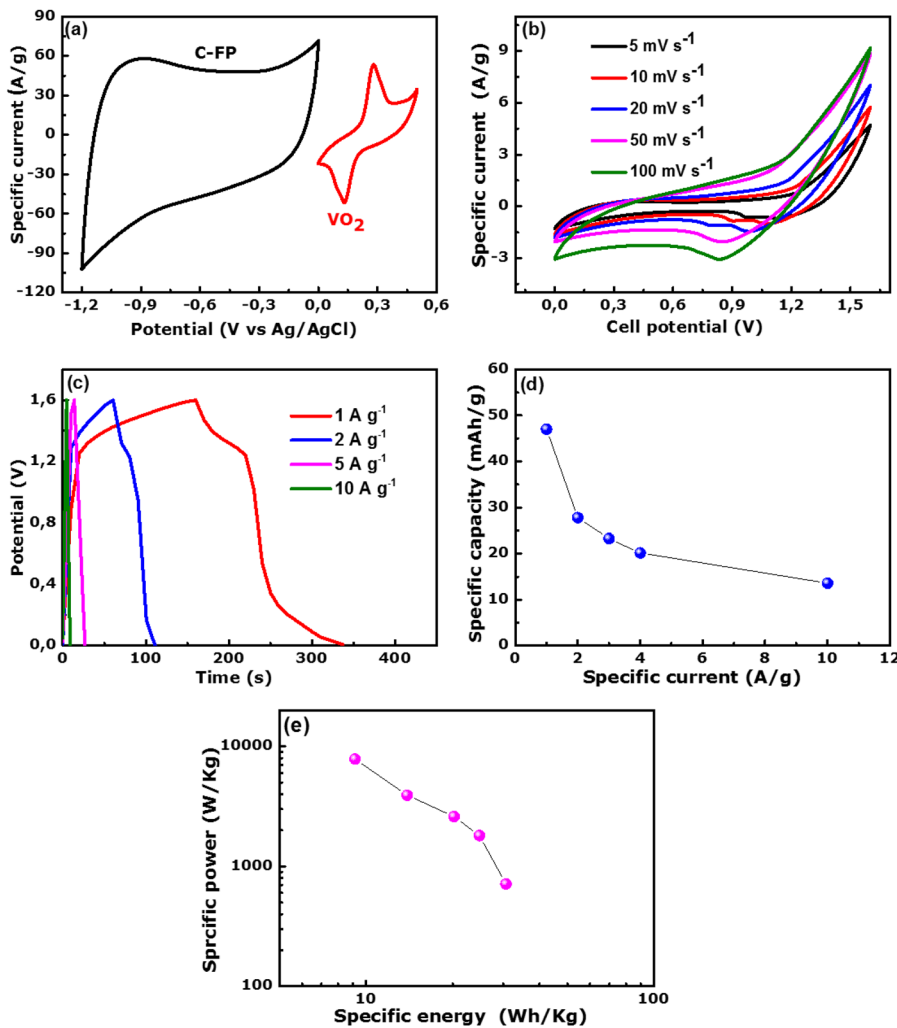 (a)
C-FP
VO2
Specific current (A/g)
90
60
30
0
-30
-60
-90
-120
-1,2 -0,9 -0,6 -0,3 0,0 0,3 0,6
Potential (V vs Ag/AgCl)
(b)
5 mV s-1
10 mV s-1
20 mV s-1
50 mV s-1
100 mV s-1
Specific current (A/g)
9
6
3
0
-3
0,0 0,3 0,6 0,9 1,2 1,5
Cell potential (V)
(c)
1 A g-1
2 A g-1
5 A g-1
10 A g-1
Potential (V)
1,6
1,2
0,8
0,4
0,0
0 100 200 300 400
Time (s)
(d)
Specific capacity (mAh/g)
60
50
40
30
20
10
0
0 2 4 6 8 10 12
Specific current (A/g)
(e)
Sprcific power (W/Kg)
10000
1000
100
10 100
Specific energy (Wh/Kg)